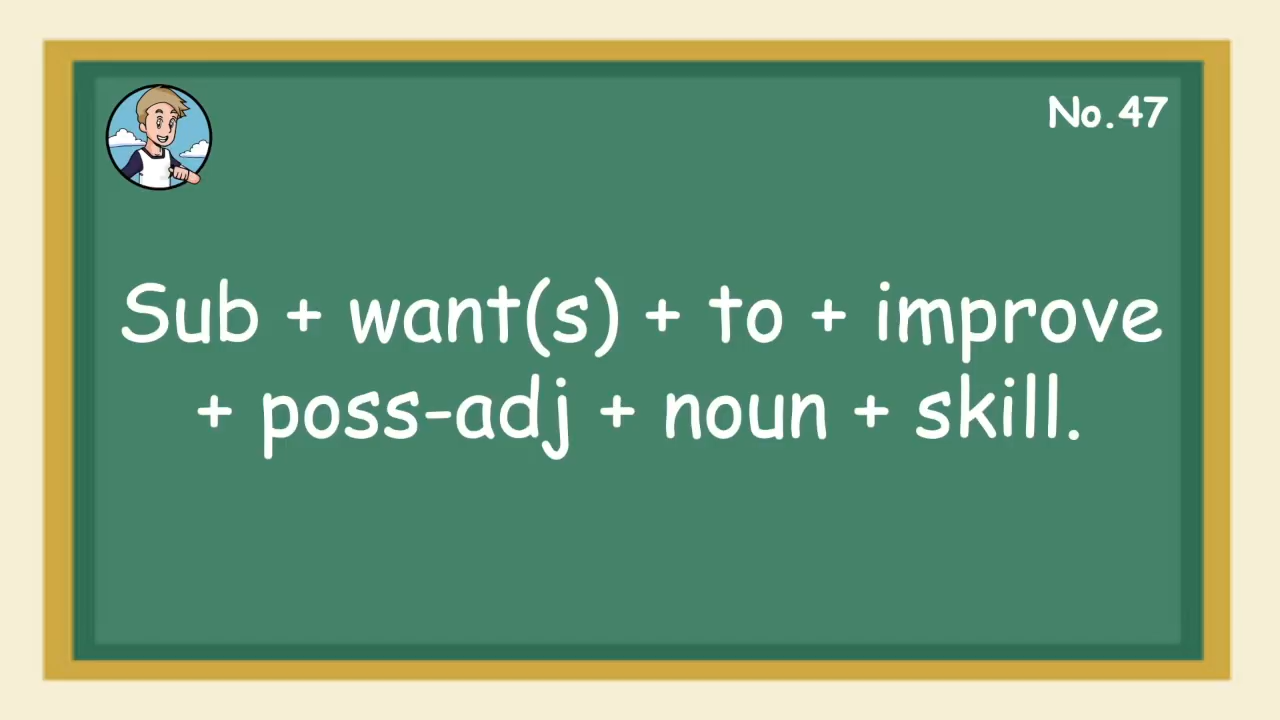 No.47
Sub + want(s) + to + improve
+ poss-adj + noun + skill.